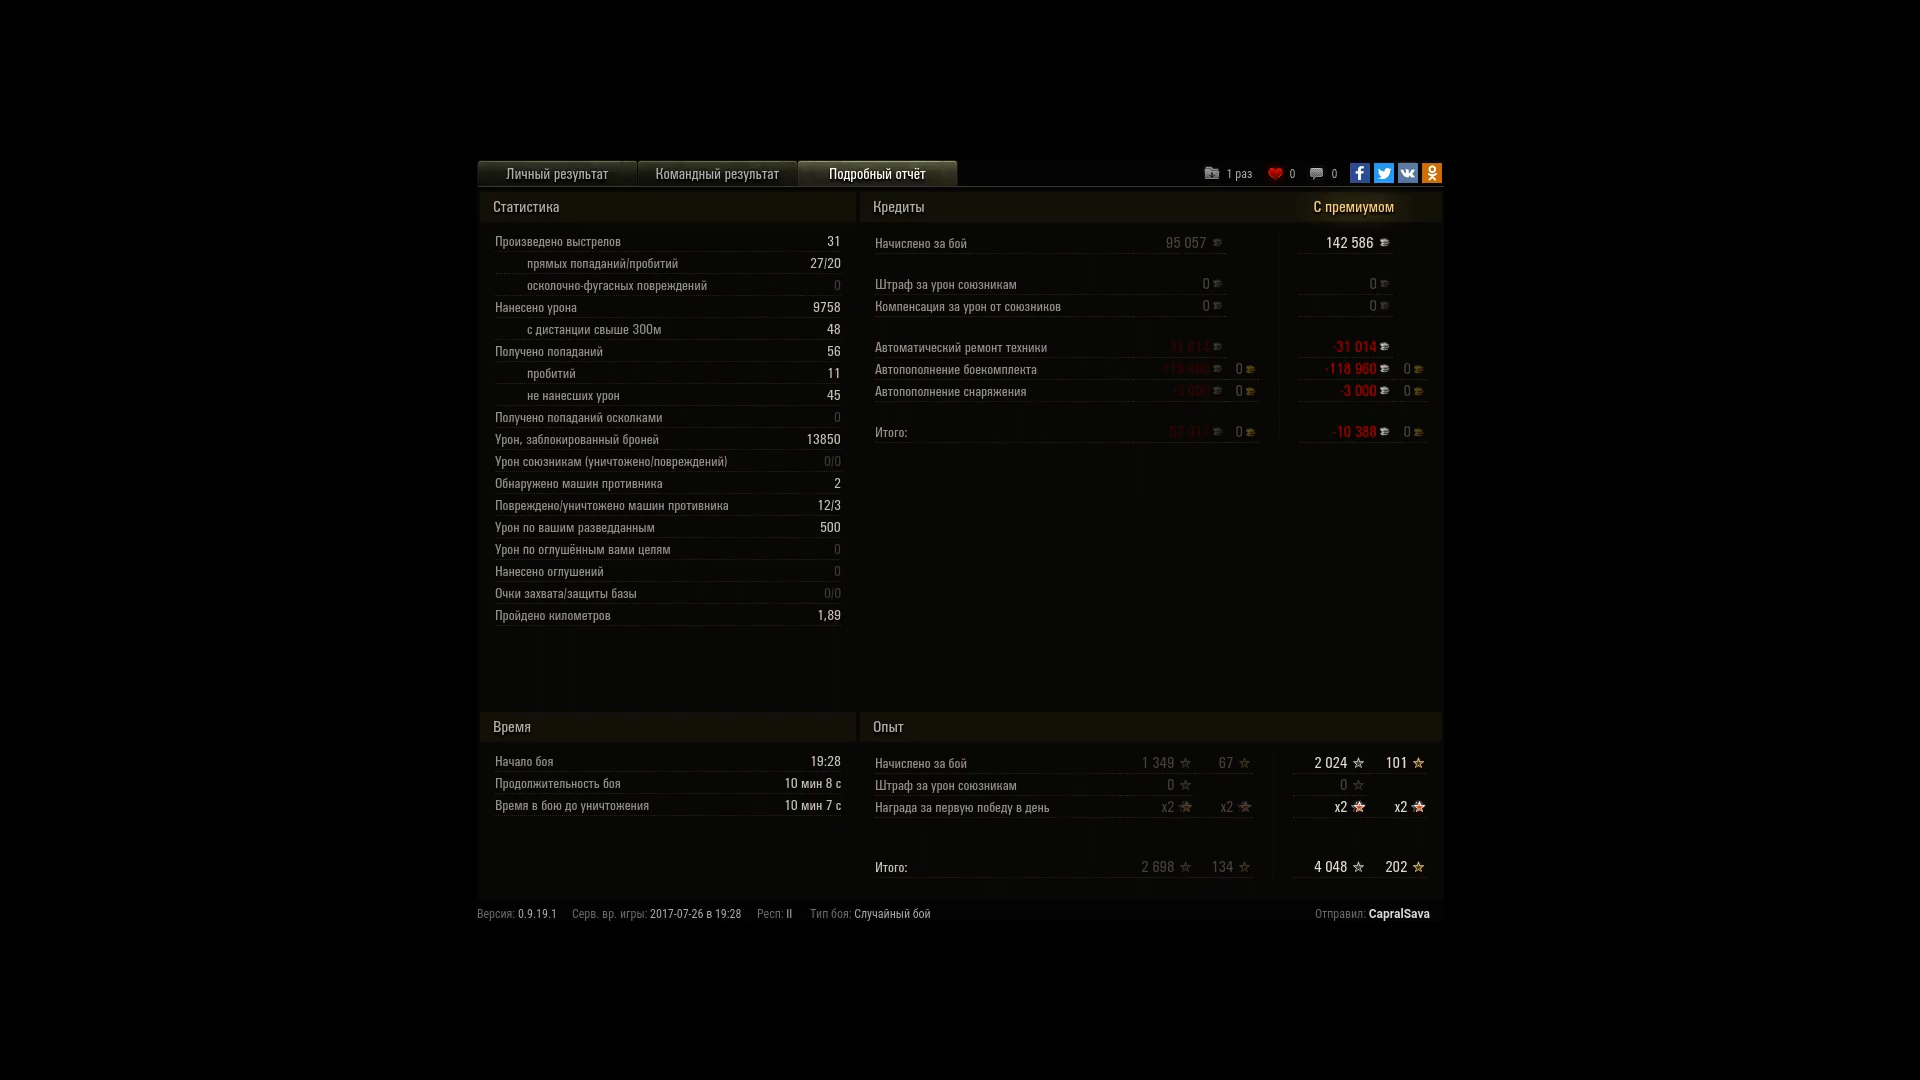 Личный результат Командный результат Подробный отчёт 1 раз 0 0
Статистика
Произведено выстрелов 31
прямых попаданий/пробитий 27/20
осколочно-фугасных повреждений 0
Нанесено урона 9758
с дистанции свыше 300м 48
Получено попаданий 56
пробитий 11
не нанесших урон 45
Получено попаданий осколками 0
Урон, заблокированный броней 13850
Урон союзникам (уничтожено/повреждений) 0/0
Обнаружено машин противника 2
Повреждено/уничтожено машин противника 12/3
Урон по вашим разведданным 500
Урон по оглушённым вами целям 0
Нанесено оглушений 0
Очки захвата/защиты базы 0/0
Пройдено километров 1,89
Кредиты С премиумом
Начислено за бой 95 057 142 586
Штраф за урон союзникам 0 0
Компенсация за урон от союзников 0 0
Автоматический ремонт техники -31 014
Автопополнение боекомплекта 0 -118 960 0
Автопополнение снаряжения 0 -3 000 0
Итого: 0 -10 388 0
Время
Начало боя 19:28
Продолжительность боя 10 мин 8 с
Время в бою до уничтожения 10 мин 7 с
Опыт
Начислено за бой 1 349 67 2 024 101
Штраф за урон союзникам 0 0
Награда за первую победу в день x2 x2 x2 x2
Итого: 2 698 134 4 048 202
Версия: 0.9.19.1 Серв. вр. игры: 2017-07-26 в 19:28 Респ: II Тип боя: Случайный бой Отправил: CapralSava